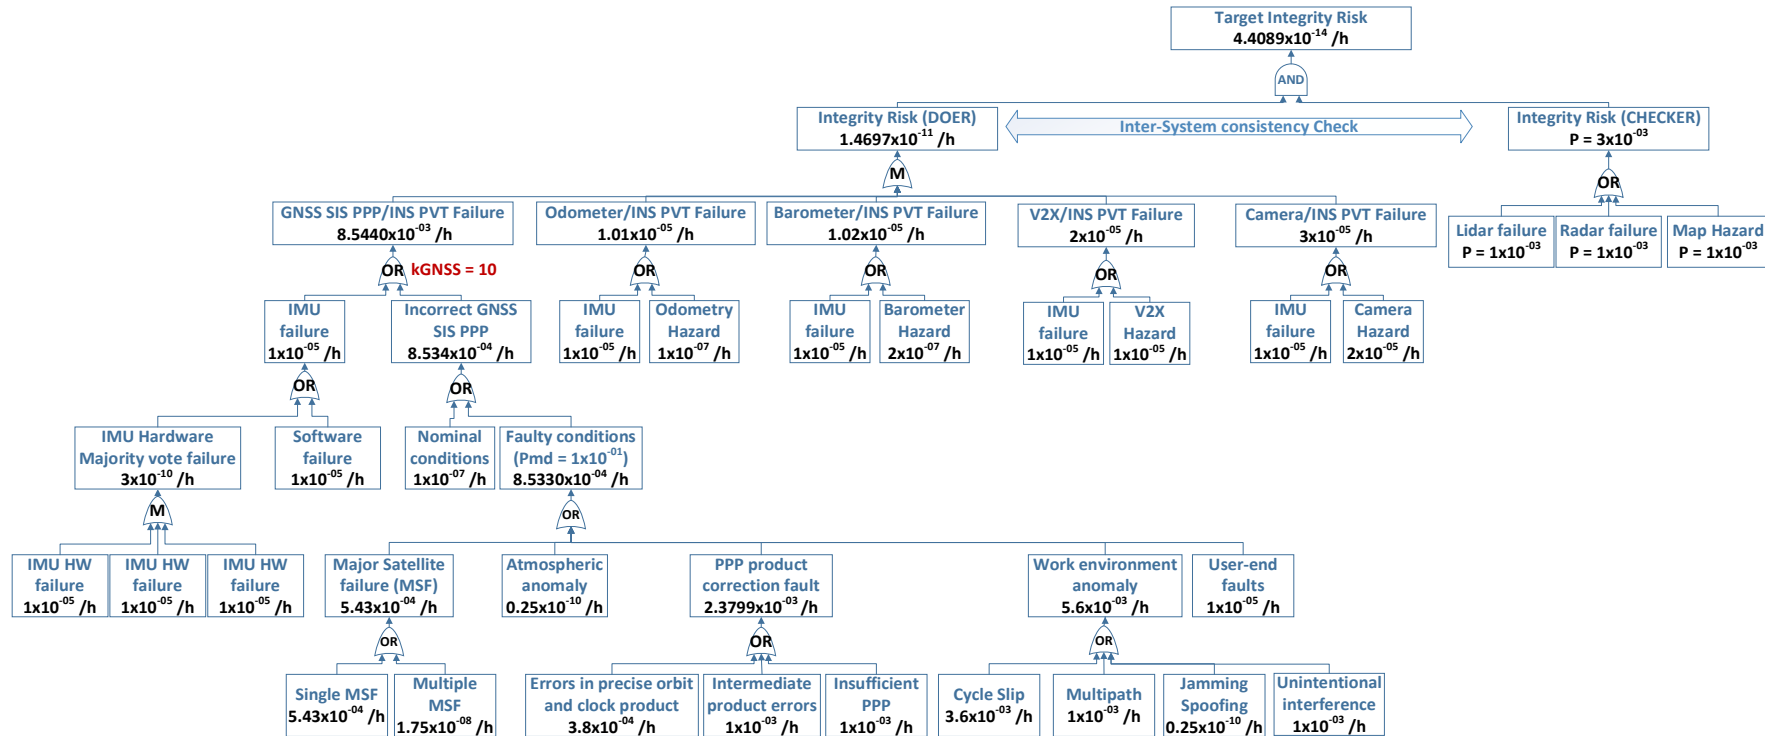 Target Integrity Risk
4.4089x10⁻¹⁴ /h
AND
Integrity Risk (DOER)
1.4697x10⁻¹¹ /h
Inter-System consistency Check
Integrity Risk (CHECKER)
P = 3x10⁻⁰³
M
OR
GNSS SIS PPP/INS PVT Failure
8.5440x10⁻⁰³ /h
Odometer/INS PVT Failure
1.01x10⁻⁰⁵ /h
Barometer/INS PVT Failure
1.02x10⁻⁰⁵ /h
V2X/INS PVT Failure
2x10⁻⁰⁵ /h
Camera/INS PVT Failure
3x10⁻⁰⁵ /h
Lidar failure
P = 1x10⁻⁰³
Radar failure
P = 1x10⁻⁰³
Map Hazard
P = 1x10⁻⁰³
OR
kGNSS = 10
OR
OR
OR
OR
IMU
failure
1x10⁻⁰⁵ /h
Incorrect GNSS
SIS PPP
8.534x10⁻⁰⁴ /h
IMU
failure
1x10⁻⁰⁵ /h
Odometry
Hazard
1x10⁻⁰⁷ /h
IMU
failure
1x10⁻⁰⁵ /h
Barometer
Hazard
2x10⁻⁰⁷ /h
IMU
failure
1x10⁻⁰⁵ /h
V2X
Hazard
1x10⁻⁰⁵ /h
IMU
failure
1x10⁻⁰⁵ /h
Camera
Hazard
2x10⁻⁰⁵ /h
OR
OR
IMU Hardware
Majority vote failure
3x10⁻¹⁰ /h
Software
failure
1x10⁻⁰⁵ /h
Nominal
conditions
1x10⁻⁰⁷ /h
Faulty conditions
(Pmd = 1x10⁻⁰¹)
8.5330x10⁻⁰⁴ /h
M
OR
IMU HW
failure
1x10⁻⁰⁵ /h
IMU HW
failure
1x10⁻⁰⁵ /h
IMU HW
failure
1x10⁻⁰⁵ /h
Major Satellite
failure (MSF)
5.43x10⁻⁰⁴ /h
Atmospheric
anomaly
0.25x10⁻¹⁰ /h
PPP product
correction fault
2.3799x10⁻⁰³ /h
Work environment
anomaly
5.6x10⁻⁰³ /h
User-end
faults
1x10⁻⁰⁵ /h
OR
OR
OR
Single MSF
5.43x10⁻⁰⁴ /h
Multiple
MSF
1.75x10⁻⁰⁸ /h
Errors in precise orbit
and clock product
3.8x10⁻⁰⁴ /h
Intermediate
product errors
1x10⁻⁰³ /h
Insufficient
PPP
1x10⁻⁰³ /h
Cycle Slip
3.6x10⁻⁰³ /h
Multipath
1x10⁻⁰³ /h
Jamming
Spoofing
0.25x10⁻¹⁰ /h
Unintentional
interference
1x10⁻⁰³ /h